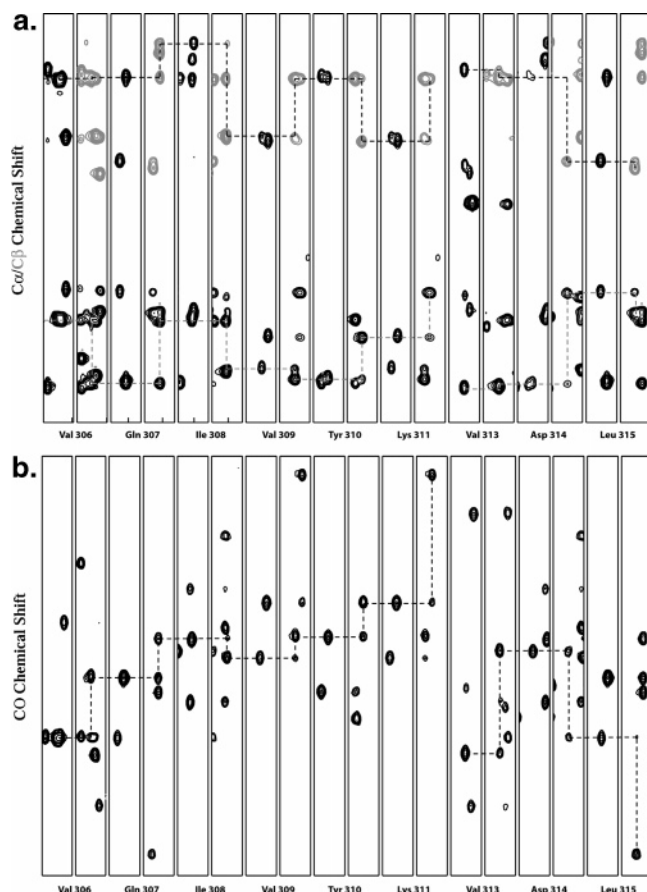 a.
Cα/Cβ Chemical Shift
Val 306 Gln 307 Ile 308 Val 309 Tyr 310 Lys 311 Val 313 Asp 314 Leu 315
b.
CO Chemical Shift
Val 306 Gln 307 Ile 308 Val 309 Tyr 310 Lys 311 Val 313 Asp 314 Leu 315